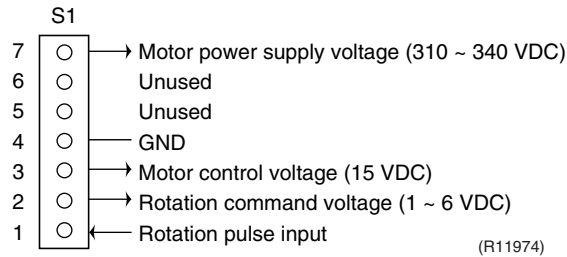 S1
7 Motor power supply voltage (310 ~ 340 VDC)
6 Unused
5 Unused
4 GND
3 Motor control voltage (15 VDC)
2 Rotation command voltage (1 ~ 6 VDC)
1 Rotation pulse input
(R11974)